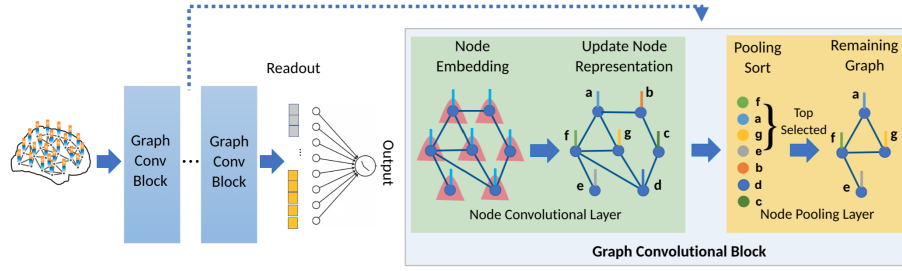 Readout
Graph
Conv
Block
...
Graph
Conv
Block
...
Output
Node
Embedding
Update Node
Representation
a
b
f
g
c
e
d
Node Convolutional Layer
Pooling
Sort
f
a
g
e
b
d
c
Top
Selected
Remaining
Graph
a
f
g
e
Node Pooling Layer
Graph Convolutional Block